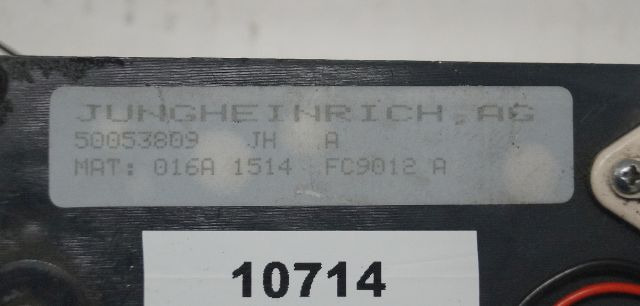 JUNGHEINRICH,AG
50053809 JH A
MAT: 016A 1514 FC9012 A
10714